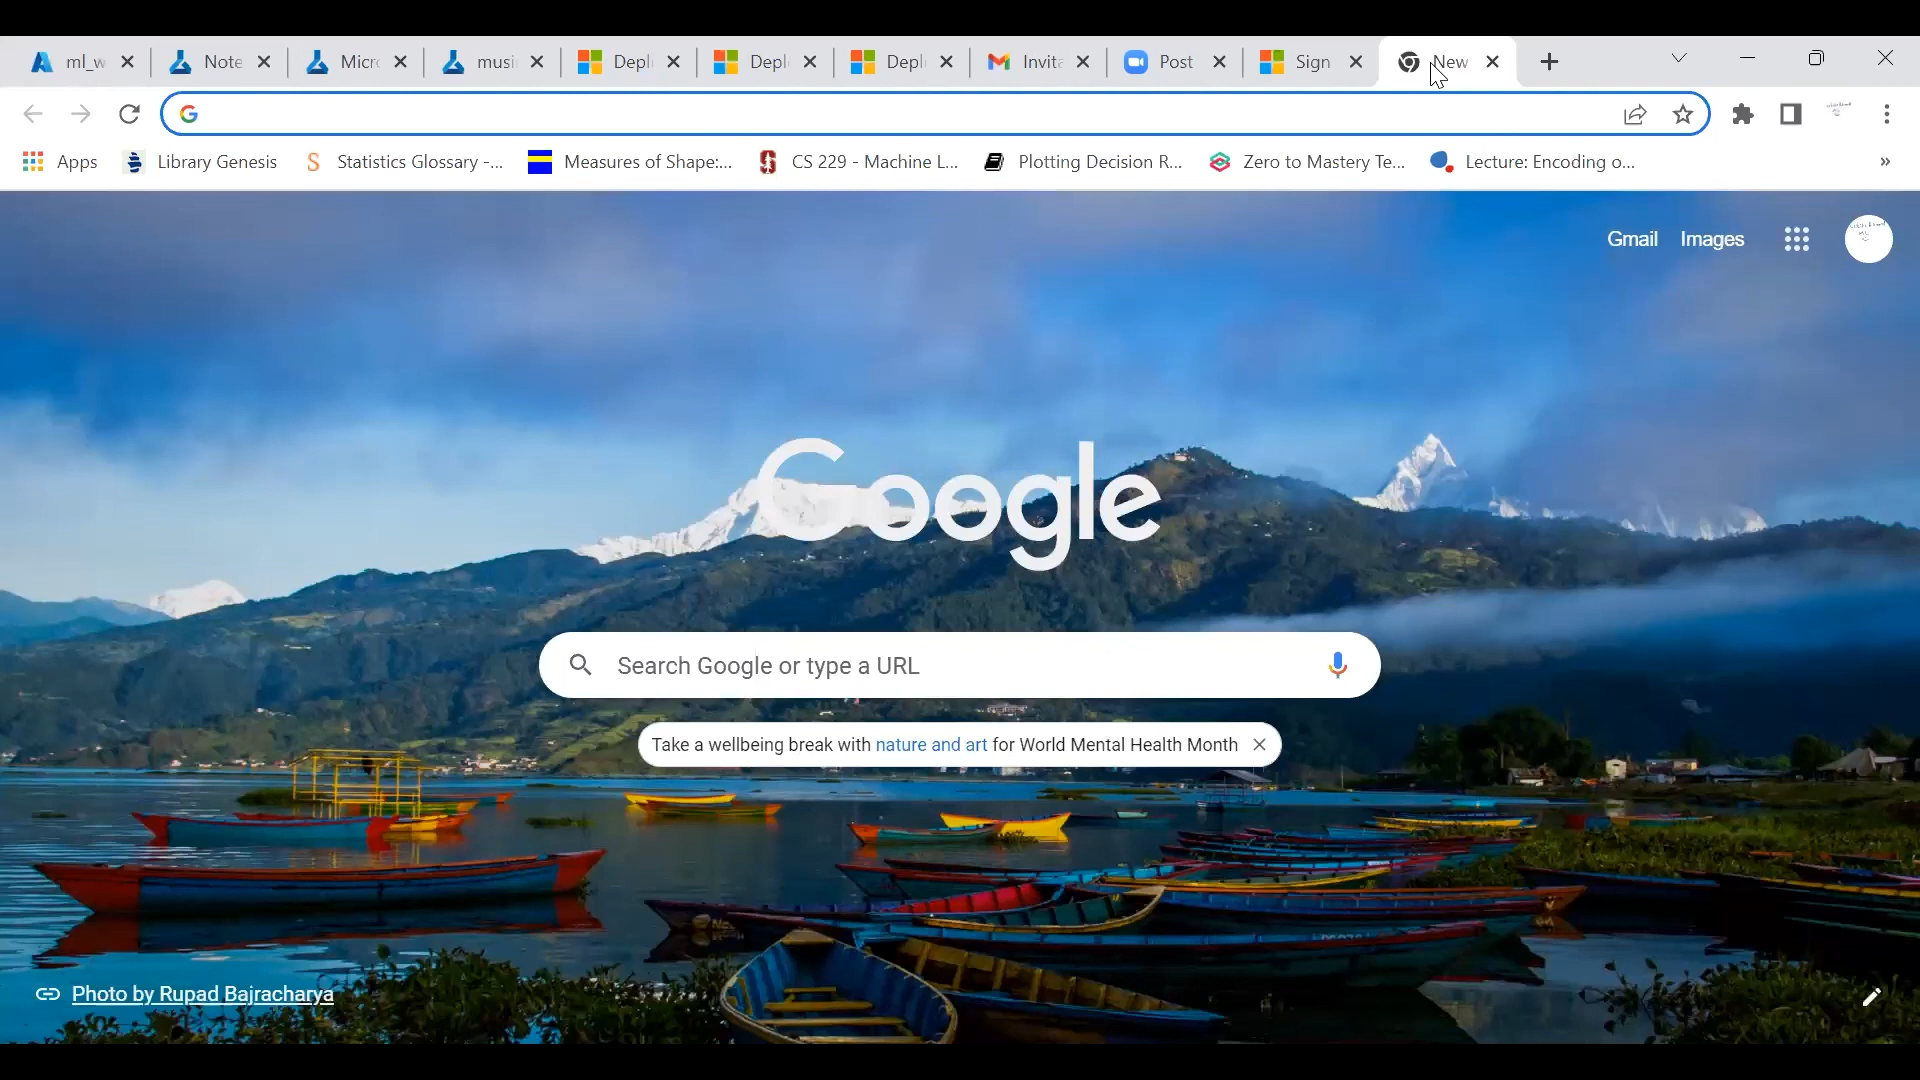 ml_w
Note
Micr
musi
Depl
Depl
Depl
Invita
Post
Sign
New
Apps
Library Genesis
Statistics Glossary -...
Measures of Shape:...
CS 229 - Machine L...
Plotting Decision R...
Zero to Mastery Te...
Lecture: Encoding o...
Gmail Images
Google
Search Google or type a URL
Take a wellbeing break with nature and art for World Mental Health Month
Photo by Rupad Bajracharya